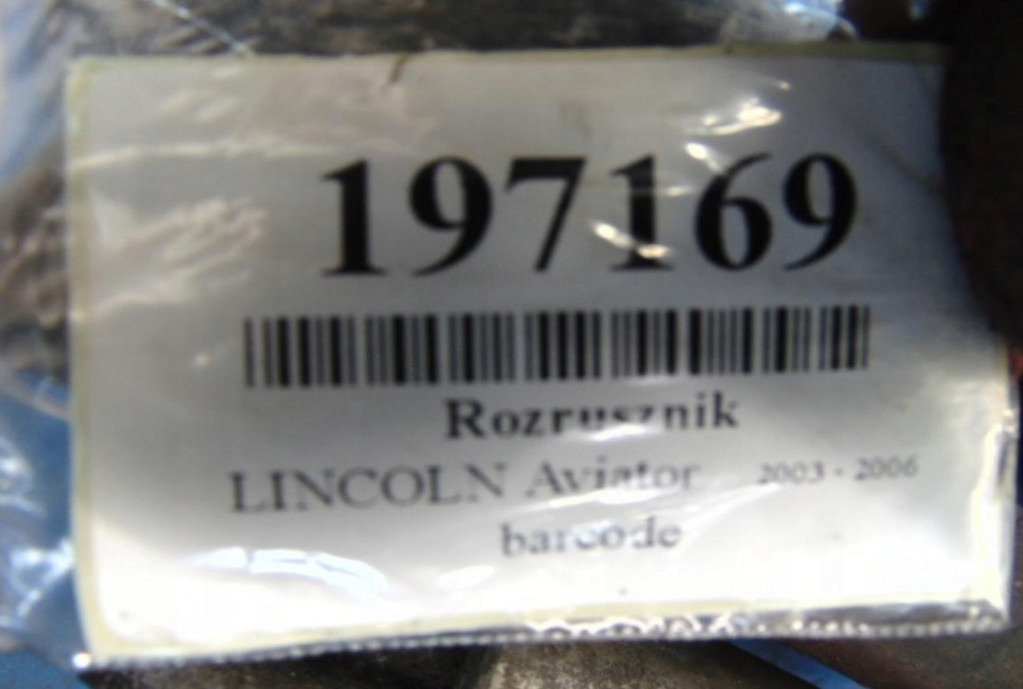 197169
Rozrusznik
LINCOLN Aviator 2003 - 2006
barcode